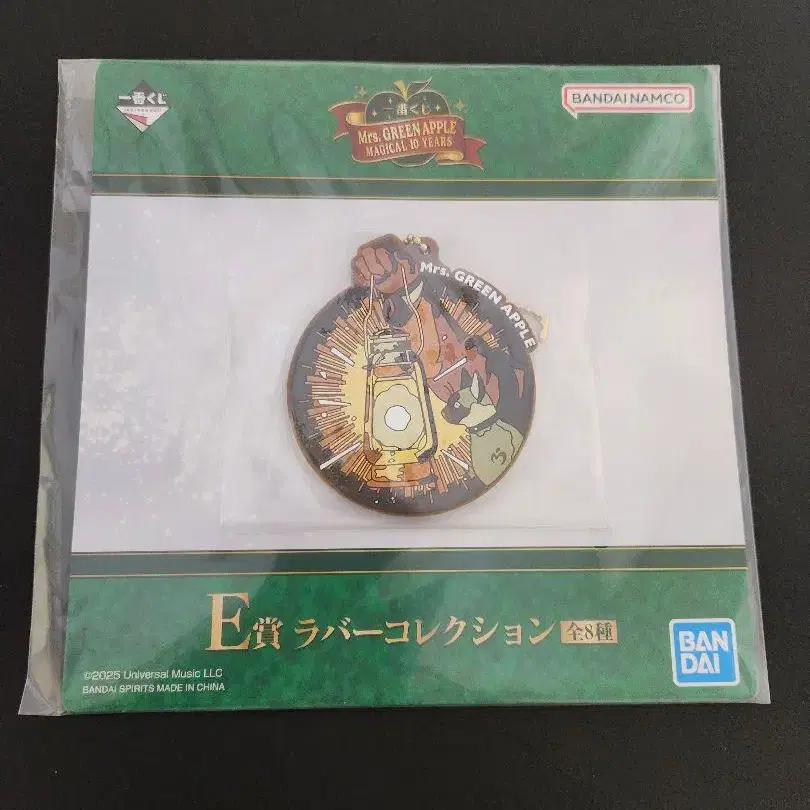 一番くじ
一番くじ
Mrs. GREEN APPLE
MAGICAL 10 YEARS
BANDAI NAMCO
Mrs. GREEN APPLE
E賞 ラバーコレクション 全8種
©2025 Universal Music LLC
BANDAI SPIRITS MADE IN CHINA
BAN
DAI